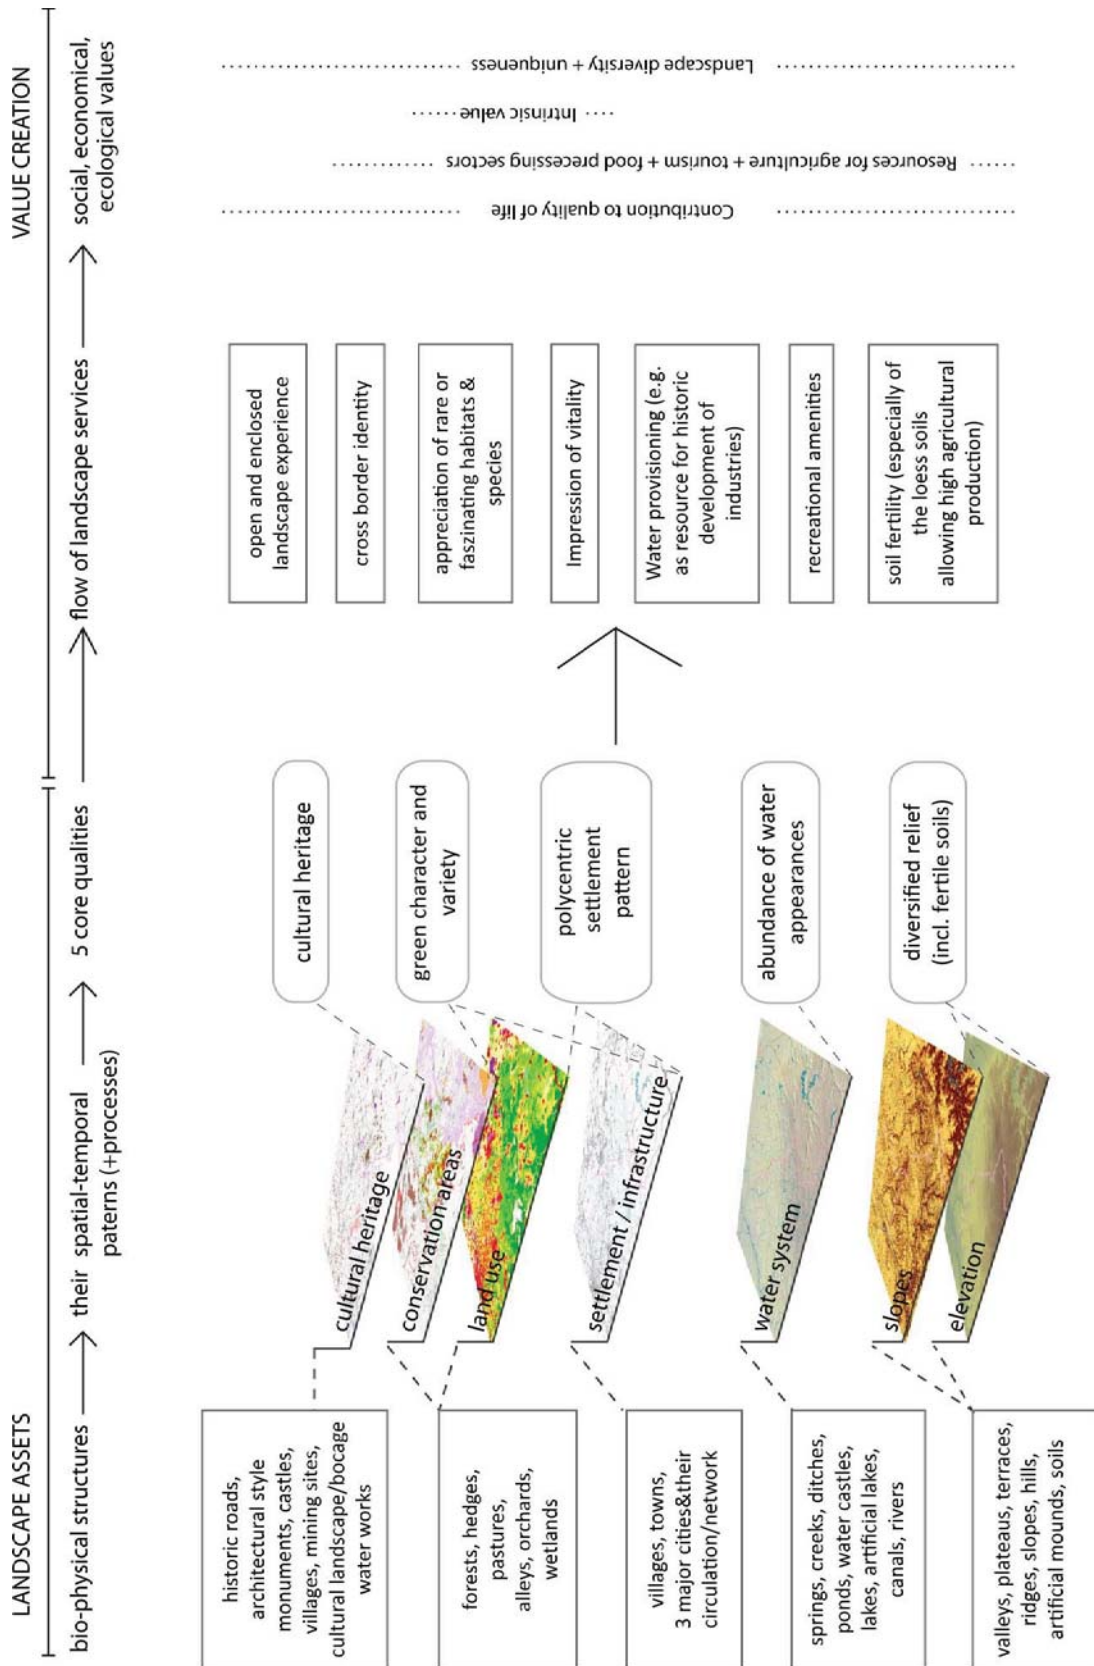 LANDSCAPE ASSETS
VALUE CREATION
bio-physical structures
their spatial-temporal
paterns (+processes)
5 core qualities
flow of landscape services
social, economical,
ecological values
historic roads,
architectural style
monuments, castles,
villages, mining sites,
cultural landscape/bocage
water works
forests, hedges,
pastures,
alleys, orchards,
wetlands
villages, towns,
3 major cities&their
circulation/network
springs, creeks, ditches,
ponds, water castles,
lakes, artificial lakes,
canals, rivers
valleys, plateaus, terraces,
ridges, slopes, hills,
artificial mounds, soils
cultural heritage
conservation areas
land use
settlement / infrastructure
water system
slopes
elevation
cultural heritage
green character and
variety
polycentric
settlement
pattern
abundance of water
appearances
diversified relief
(incl. fertile soils)
open and enclosed
landscape experience
cross border identity
appreciation of rare or
faszinating habitats &
species
Impression of vitality
Water provisioning (e.g.
as resource for historic
development of
industries)
recreational amenities
soil fertility (especially of
the loess soils
allowing high agricultural
production)
Contribution to quality of life
Resources for agriculture + tourism + food precessing sectors
Intrinsic value
Landscape diversity + uniqueness